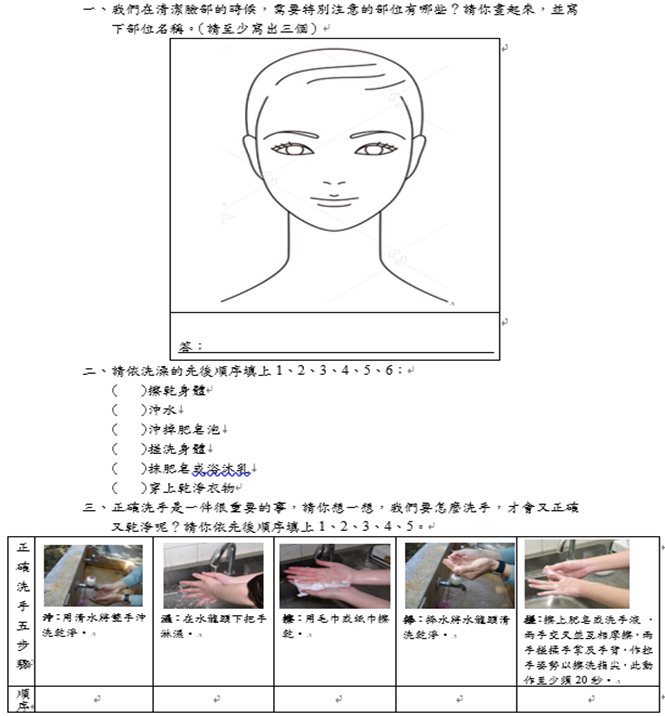 一、我們在清潔臉部的時候，需要特別注意的部位有哪些？請你畫起來，並寫
下部位名稱。(請至少寫出三個)
答：
二、請依洗澡的先後順序填上1、2、3、4、5、6：
(　)擦乾身體
(　)沖水
(　)沖掉肥皂泡
(　)搓洗身體
(　)抹肥皂或沐浴乳
(　)穿上乾淨衣物
三、正確洗手是一件很重要的事，請你想一想，我們要怎麼洗手，才會又正確
又乾淨呢？請你依先後順序填上1、2、3、4、5。
正確洗手五步驟
沖：用清水將雙手沖
洗乾淨。
濕：在水龍頭下把手
淋濕。
擦：用毛巾或紙巾擦
乾。
捧：捧水將水龍頭清
洗乾淨。
搓：擦上肥皂或洗手液，
兩手交叉並互相摩擦，兩
手搓揉手掌及手背，作拉
手姿勢以擦洗指尖，此動
作至少須20秒。
順序